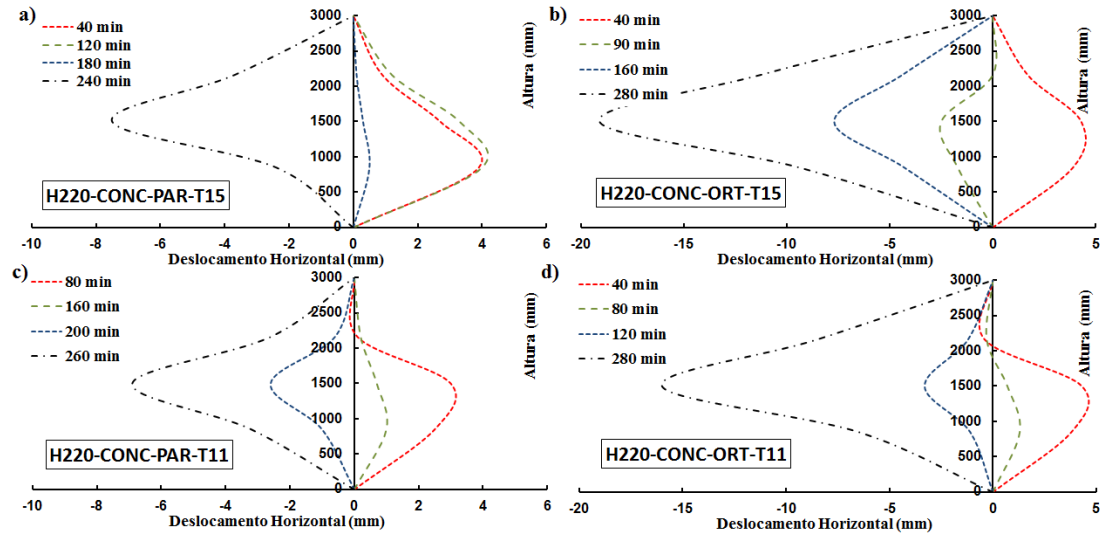 a)
40 min
120 min
180 min
240 min
3000
2500
2000
1500
1000
500
0
Altura (mm)
H220-CONC-PAR-T15
-10 -8 -6 -4 -2 0 2 4 6
Deslocamento Horizontal (mm)
b)
40 min
90 min
160 min
280 min
3000
2500
2000
1500
1000
500
0
Altura (mm)
H220-CONC-ORT-T15
-20 -15 -10 -5 0 5
Deslocamento Horizontal (mm)
c)
80 min
160 min
200 min
260 min
3000
2500
2000
1500
1000
500
0
Altura (mm)
H220-CONC-PAR-T11
-10 -8 -6 -4 -2 0 2 4 6
Deslocamento Horizontal (mm)
d)
40 min
80 min
120 min
280 min
3000
2500
2000
1500
1000
500
0
Altura (mm)
H220-CONC-ORT-T11
-20 -15 -10 -5 0 5
Deslocamento Horizontal (mm)